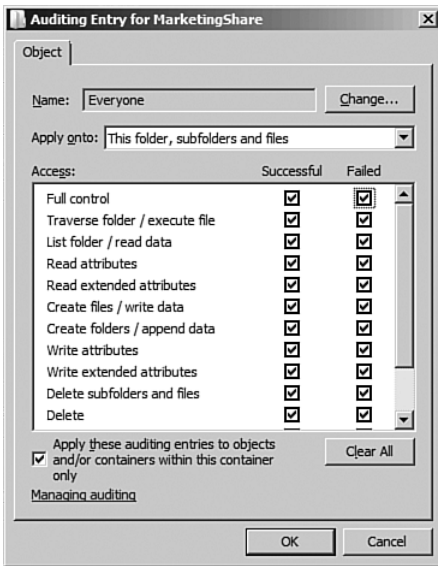 Auditing Entry for MarketingShare
Object
Name: Everyone Change...
Apply onto: This folder, subfolders and files
Access: Successful Failed
Full control
Traverse folder / execute file
List folder / read data
Read attributes
Read extended attributes
Create files / write data
Create folders / append data
Write attributes
Write extended attributes
Delete subfolders and files
Delete
Apply these auditing entries to objects
and/or containers within this container
only
Clear All
Managing auditing
OK Cancel